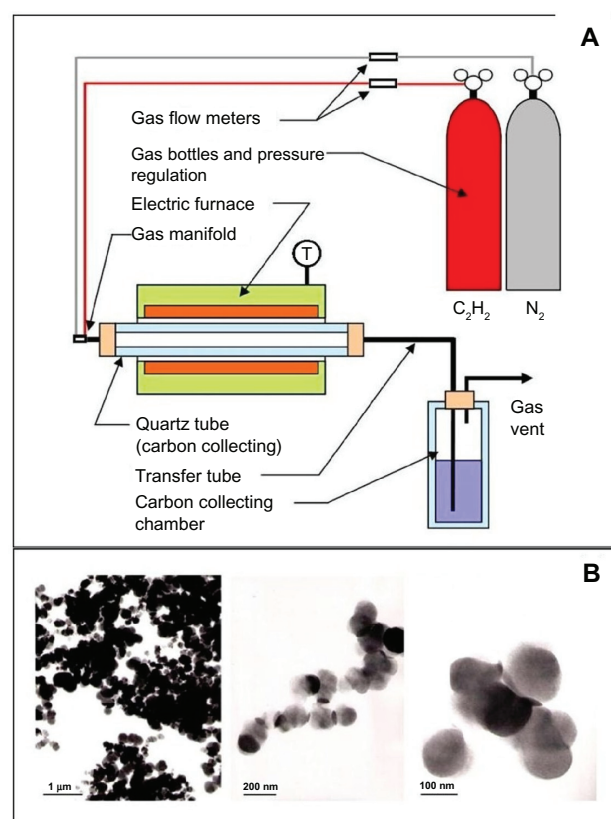 A
Gas flow meters
Gas bottles and pressure
regulation
Electric furnace
Gas manifold
T
C₂H₂
N₂
Quartz tube
(carbon collecting)
Transfer tube
Carbon collecting
chamber
Gas
vent
B
1 µm
200 nm
100 nm